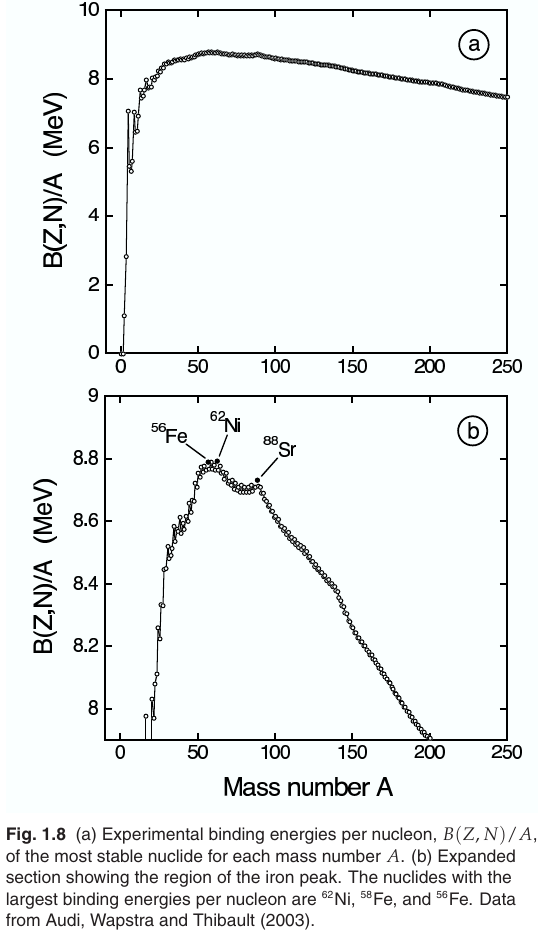 10
8
6
4
2
0
B(Z,N)/A (MeV)
a
0 50 100 150 200 250
9
8.8
8.6
8.4
8.2
8
B(Z,N)/A (MeV)
⁵⁶Fe
⁶²Ni
⁸⁸Sr
b
0 50 100 150 200 250
Mass number A
Fig. 1.8 (a) Experimental binding energies per nucleon, B(Z, N)/A,
of the most stable nuclide for each mass number A. (b) Expanded
section showing the region of the iron peak. The nuclides with the
largest binding energies per nucleon are ⁶²Ni, ⁵⁸Fe, and ⁵⁶Fe. Data
from Audi, Wapstra and Thibault (2003).